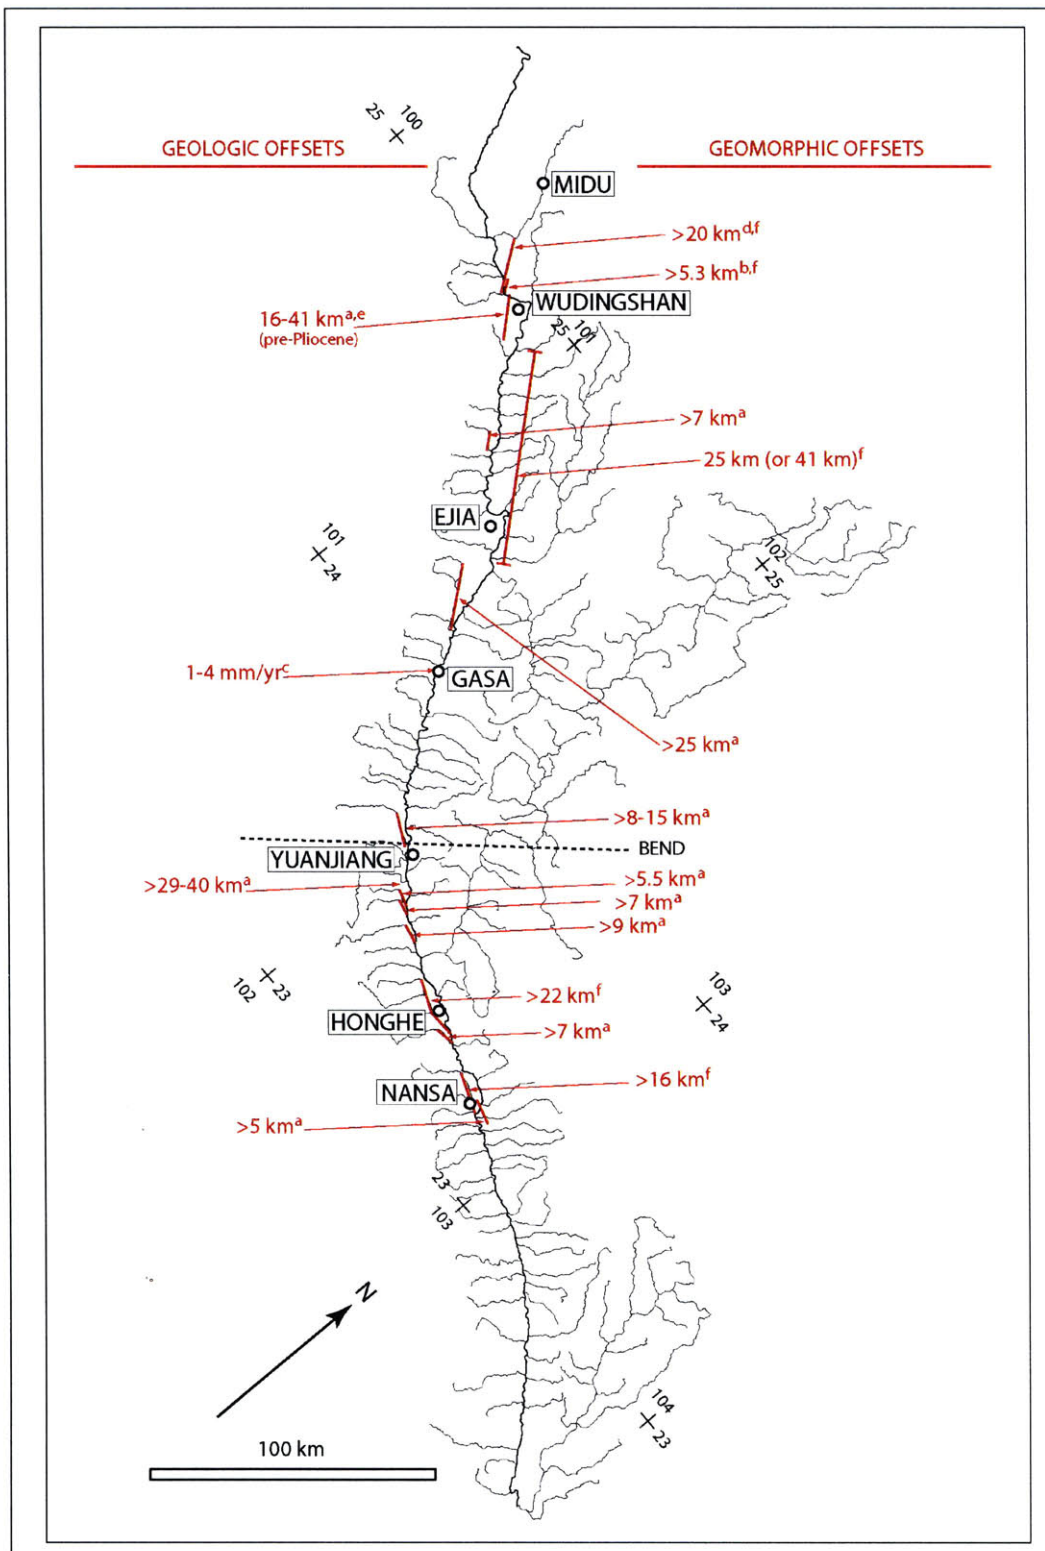 100
25
GEOLOGIC OFFSETS
GEOMORPHIC OFFSETS
MIDU
>20 km^d,f
>5.3 km^b,f
WUDINGSHAN
16-41 km^a,e
(pre-Pliocene)
101
25
>7 km^a
25 km (or 41 km)^f
EJIA
101
24
102
25
1-4 mm/yr^c
GASA
>25 km^a
>8-15 km^a
BEND
YUANJIANG
>29-40 km^a
>5.5 km^a
>7 km^a
>9 km^a
102
23
103
24
>22 km^f
HONGHE
>7 km^a
>16 km^f
NANSA
>5 km^a
23
103
N
104
23
100 km